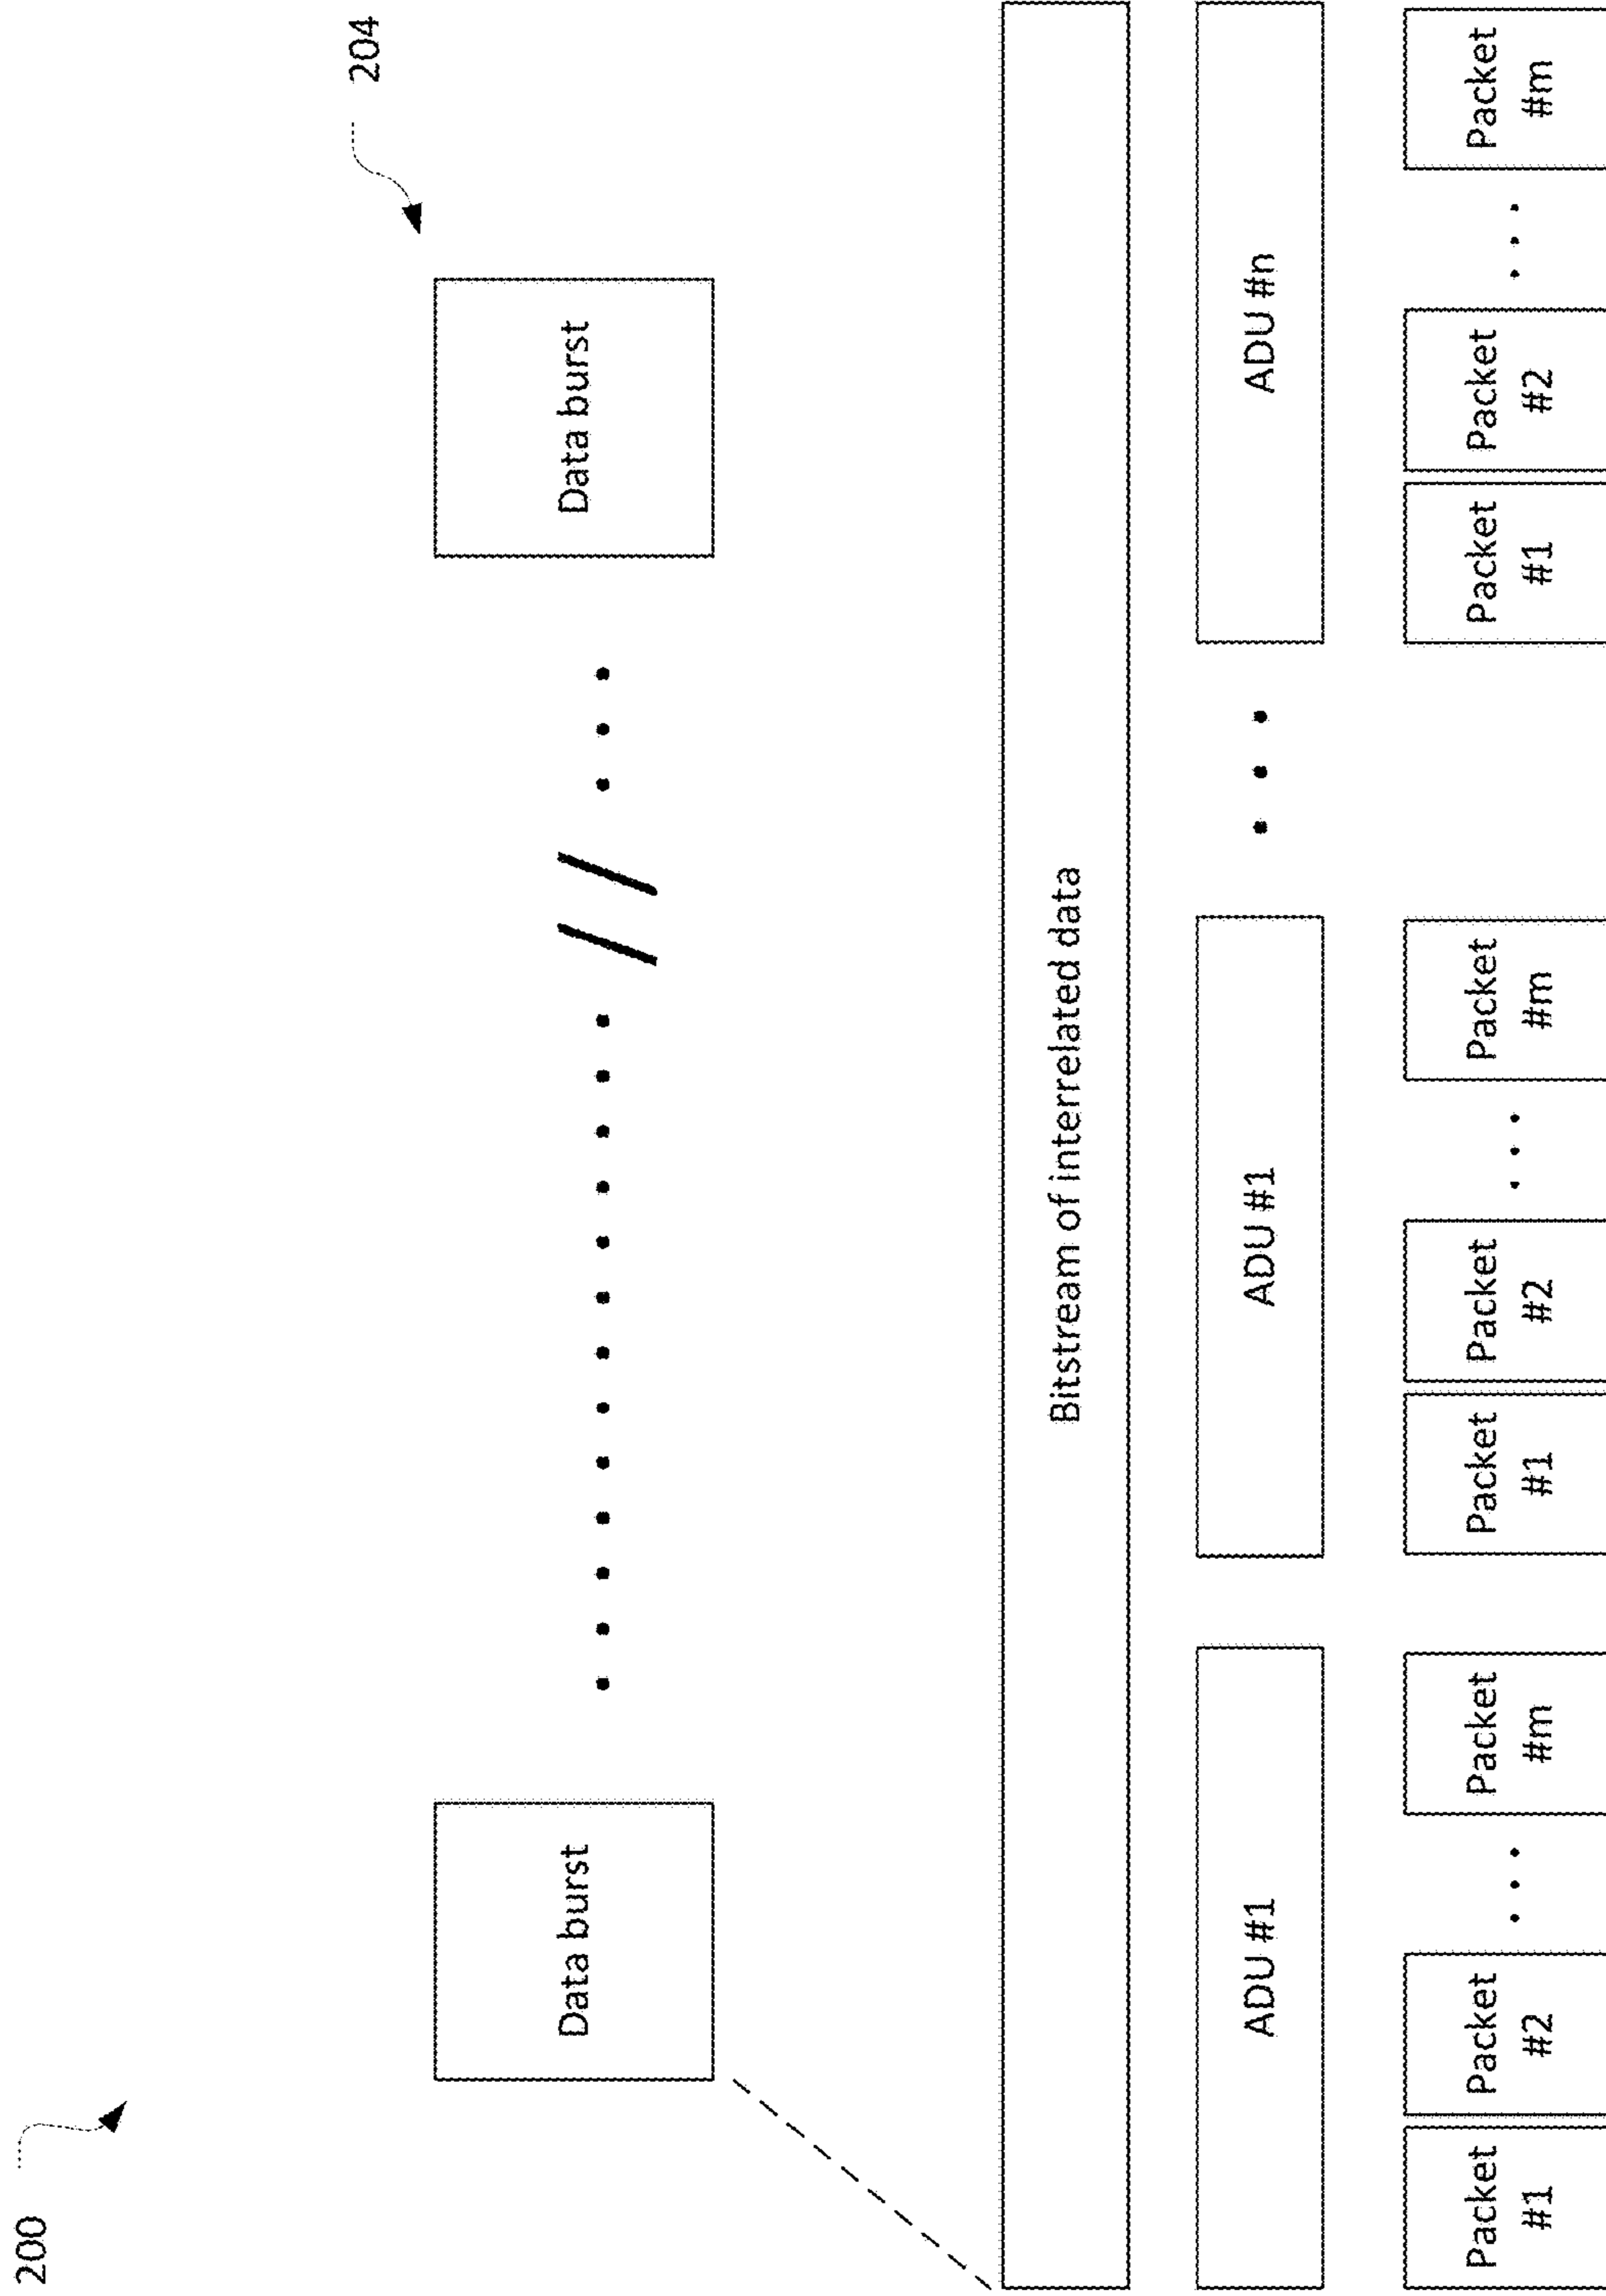 200
204
Data burst
Data burst
Bitstream of interrelated data
ADU #1
ADU #1
ADU #n
Packet
#1
Packet
#2
Packet
#m
Packet
#1
Packet
#2
Packet
#m
Packet
#1
Packet
#2
Packet
#m